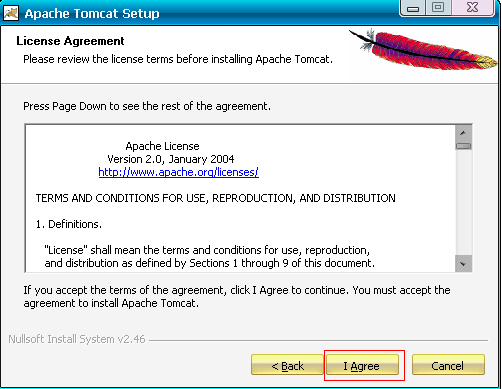 Apache Tomcat Setup
License Agreement
Please review the license terms before installing Apache Tomcat.
Press Page Down to see the rest of the agreement.
Apache License
Version 2.0, January 2004
http://www.apache.org/licenses/
TERMS AND CONDITIONS FOR USE, REPRODUCTION, AND DISTRIBUTION
1. Definitions.
"License" shall mean the terms and conditions for use, reproduction,
and distribution as defined by Sections 1 through 9 of this document.
If you accept the terms of the agreement, click I Agree to continue. You must accept the
agreement to install Apache Tomcat.
Nullsoft Install System v2.46
< Back I Agree Cancel